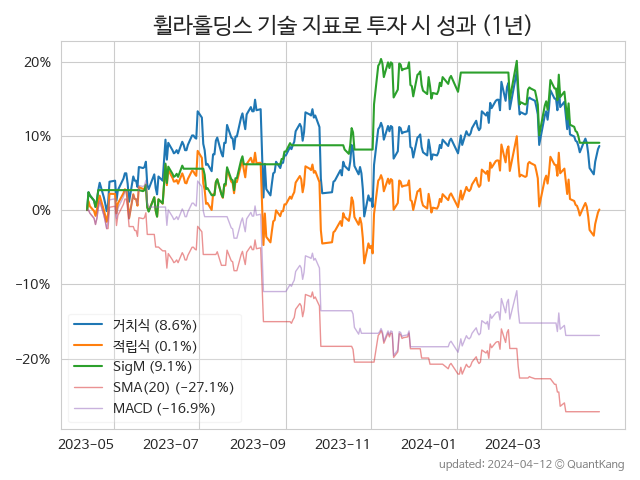 휠라홀딩스 기술 지표로 투자 시 성과 (1년)
20%
10%
0%
−10%
−20%
거치식 (8.6%)
적립식 (0.1%)
SigM (9.1%)
SMA(20) (−27.1%)
MACD (−16.9%)
2023−05 2023−07 2023−09 2023−11 2024−01 2024−03
updated: 2024−04−12 © QuantKang